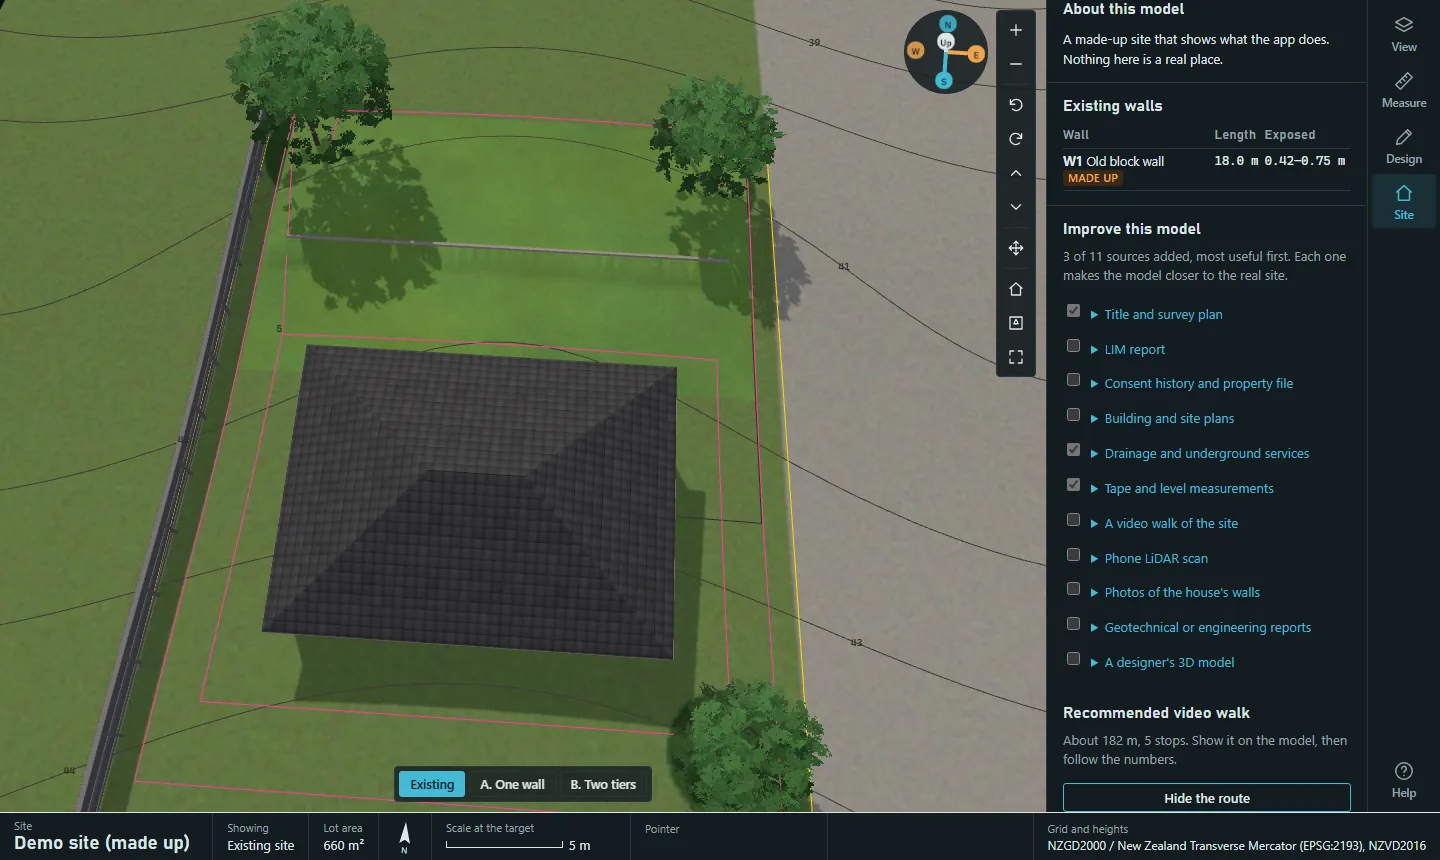 N
Up
W
E
S
39
41
5
43
44
Existing
A. One wall
B. Two tiers
About this model
A made-up site that shows what the app does.
Nothing here is a real place.
Existing walls
Wall Length Exposed
W1 Old block wall 18.0 m 0.42–0.75 m
MADE UP
Improve this model
3 of 11 sources added, most useful first. Each one
makes the model closer to the real site.
Title and survey plan
LIM report
Consent history and property file
Building and site plans
Drainage and underground services
Tape and level measurements
A video walk of the site
Phone LiDAR scan
Photos of the house's walls
Geotechnical or engineering reports
A designer's 3D model
Recommended video walk
About 182 m, 5 stops. Show it on the model, then
follow the numbers.
Hide the route
View
Measure
Design
Site
Help
Site
Demo site (made up)
Showing
Existing site
Lot area
660 m²
N
Scale at the target
5 m
Pointer
Grid and heights
NZGD2000 / New Zealand Transverse Mercator (EPSG:2193), NZVD2016